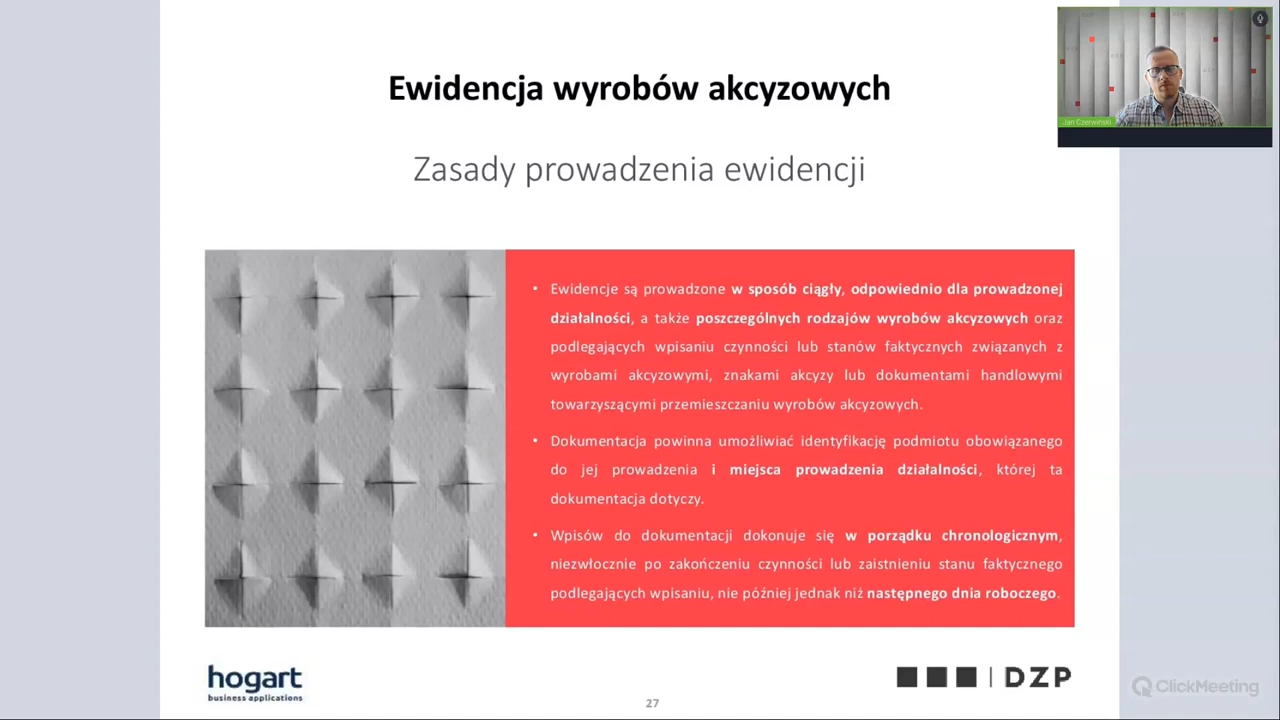 Ewidencja wyrobów akcyzowych
Jan Czerwiński
Zasady prowadzenia ewidencji
• Ewidencje są prowadzone w sposób ciągły, odpowiednio dla prowadzonej
działalności, a także poszczególnych rodzajów wyrobów akcyzowych oraz
podlegających wpisaniu czynności lub stanów faktycznych związanych z
wyrobami akcyzowymi, znakami akcyzy lub dokumentami handlowymi
towarzyszącymi przemieszczaniu wyrobów akcyzowych.
• Dokumentacja powinna umożliwiać identyfikację podmiotu obowiązanego
do jej prowadzenia i miejsca prowadzenia działalności, której ta
dokumentacja dotyczy.
• Wpisów do dokumentacji dokonuje się w porządku chronologicznym,
niezwłocznie po zakończeniu czynności lub zaistnieniu stanu faktycznego
podlegających wpisaniu, nie później jednak niż następnego dnia roboczego.
hogart
business applications
27
DZP
ClickMeeting